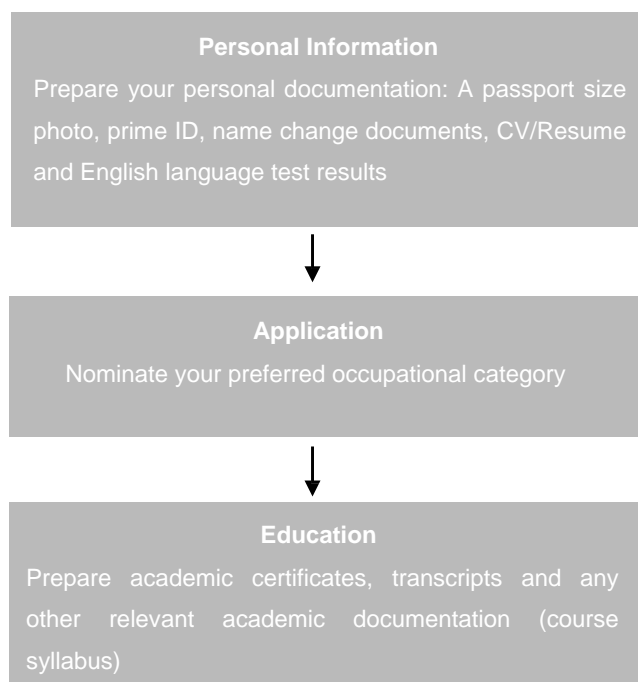 Personal Information
Prepare your personal documentation: A passport size
photo, prime ID, name change documents, CV/Resume
and English language test results
Application
Nominate your preferred occupational category
Education
Prepare academic certificates, transcripts and any
other relevant academic documentation (course
syllabus)